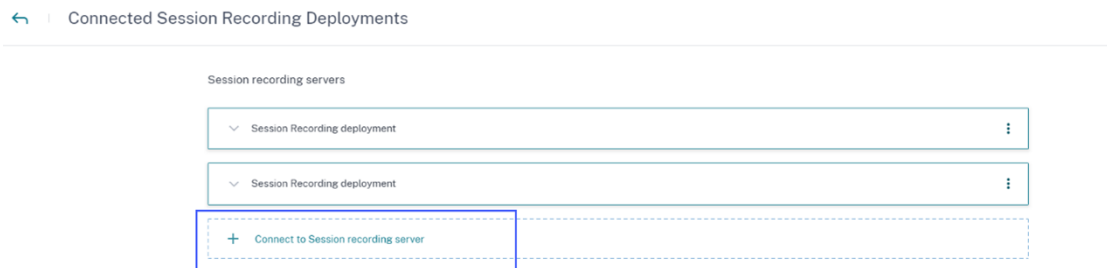 Connected Session Recording Deployments
Session recording servers
Session Recording deployment
Session Recording deployment
Connect to Session recording server